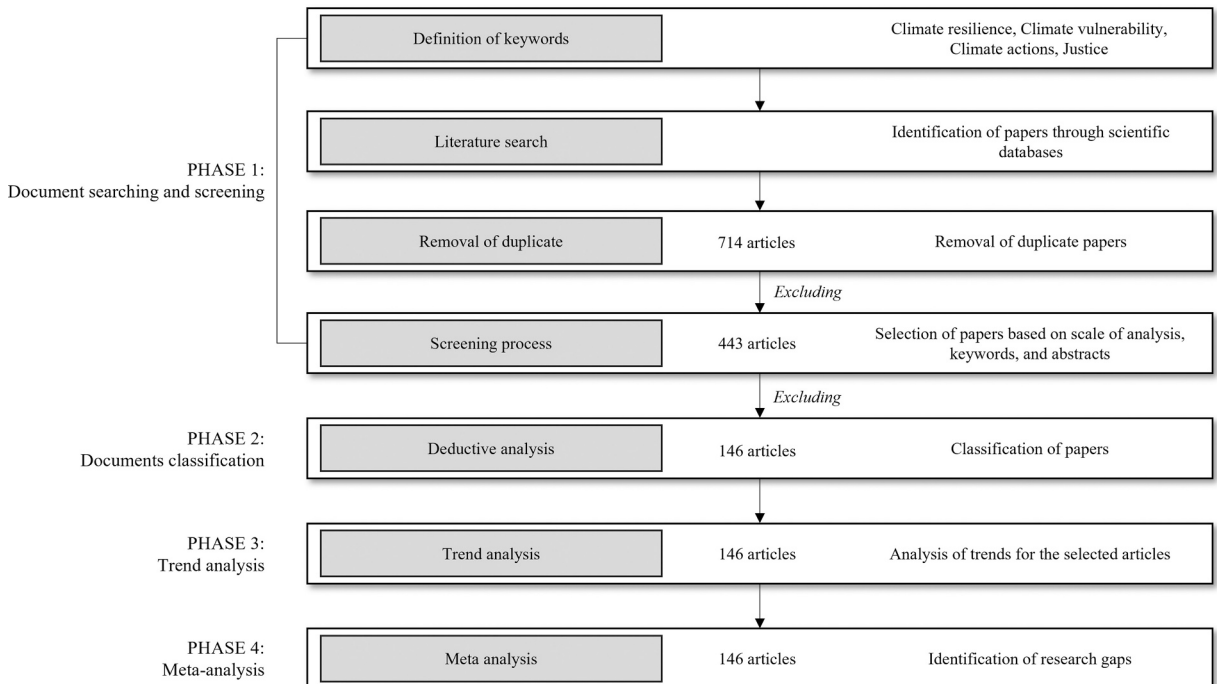 Definition of keywords
Climate resilience, Climate vulnerability,
Climate actions, Justice
Literature search
Identification of papers through scientific
databases
PHASE 1:
Document searching and screening
Removal of duplicate
714 articles
Removal of duplicate papers
Excluding
Screening process
443 articles
Selection of papers based on scale of analysis,
keywords, and abstracts
Excluding
PHASE 2:
Documents classification
Deductive analysis
146 articles
Classification of papers
PHASE 3:
Trend analysis
Trend analysis
146 articles
Analysis of trends for the selected articles
PHASE 4:
Meta-analysis
Meta analysis
146 articles
Identification of research gaps